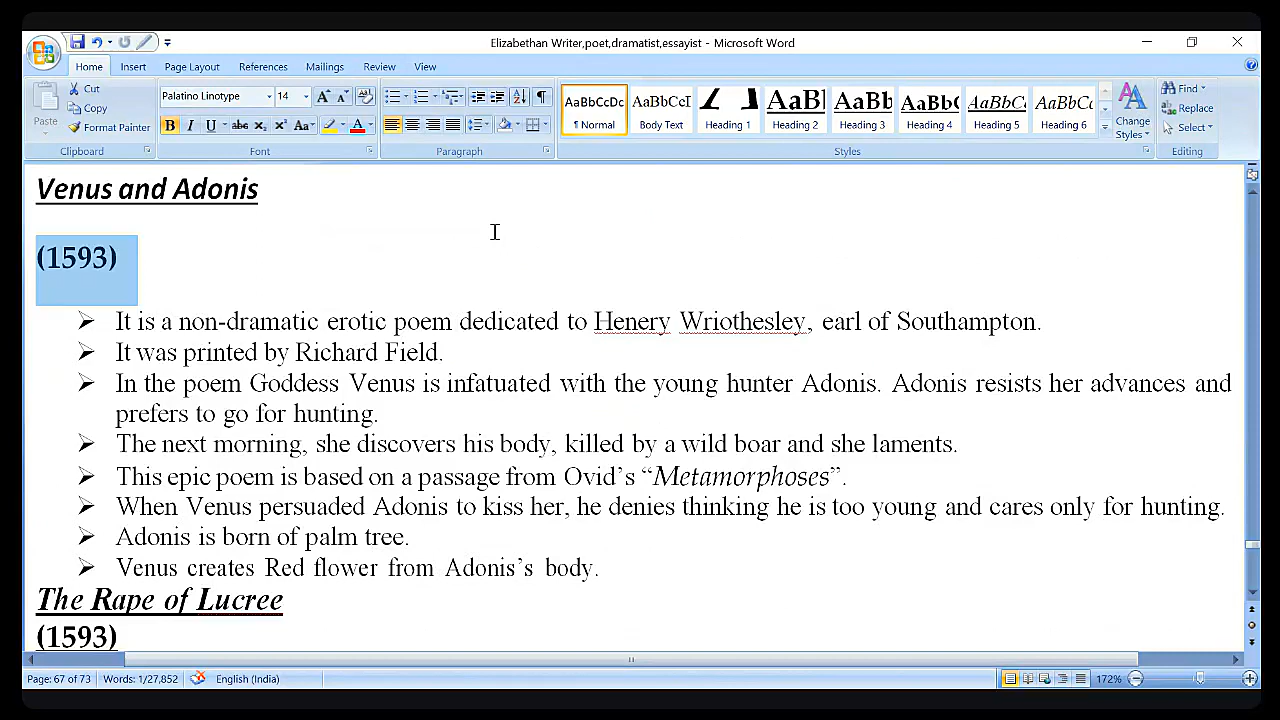 Elizabethan Writer,poet,dramatist,essayist - Microsoft Word
Home Insert Page Layout References Mailings Review View
Paste
Cut
Copy
Format Painter
Clipboard
Palatino Linotype 14
Font
Paragraph
AaBbCcDc AaBbCcI AaB AaBb AaBbC AaBbC AaBbCc
¶ Normal Body Text Heading 1 Heading 2 Heading 3 Heading 4 Heading 5 Heading 6
Styles
Change Styles
Find
Replace
Select
Editing
Venus and Adonis
(1593)
It is a non-dramatic erotic poem dedicated to Henery Wriothesley, earl of Southampton.
It was printed by Richard Field.
In the poem Goddess Venus is infatuated with the young hunter Adonis. Adonis resists her advances and
prefers to go for hunting.
The next morning, she discovers his body, killed by a wild boar and she laments.
This epic poem is based on a passage from Ovid's “Metamorphoses”.
When Venus persuaded Adonis to kiss her, he denies thinking he is too young and cares only for hunting.
Adonis is born of palm tree.
Venus creates Red flower from Adonis's body.
The Rape of Lucree
(1593)
Page: 67 of 73 Words: 1/27,852 English (India) 172%